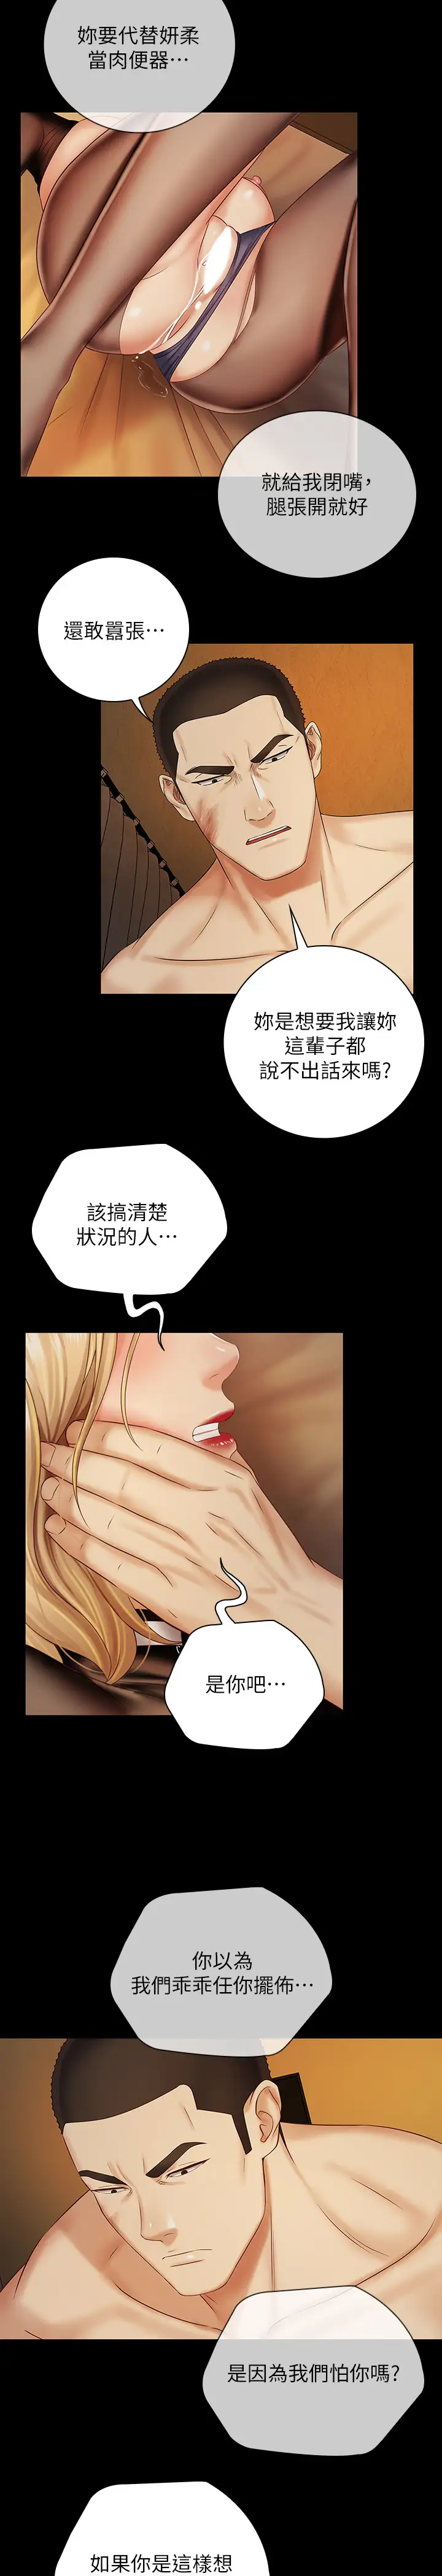 妳要代替妍柔
當肉便器⋯
就給我閉嘴,
腿張開就好
還敢囂張⋯
妳是想要我讓妳
這輩子都
說不出話來嗎?
該搞清楚
狀況的人⋯
是你吧⋯
你以為
我們乖乖任你擺佈⋯
是因為我們怕你嗎?
如果你是這樣想